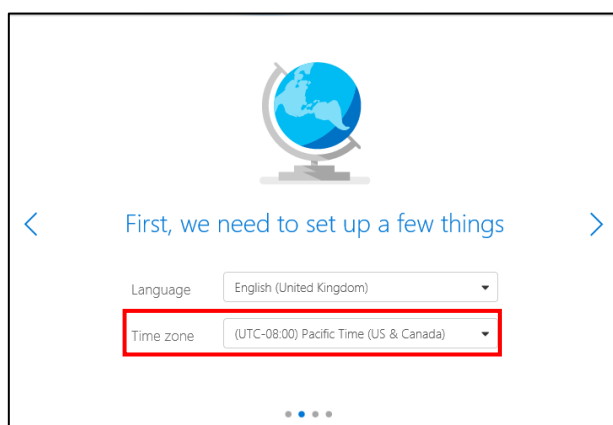 First, we need to set up a few things
Language English (United Kingdom)
Time zone (UTC-08:00) Pacific Time (US & Canada)